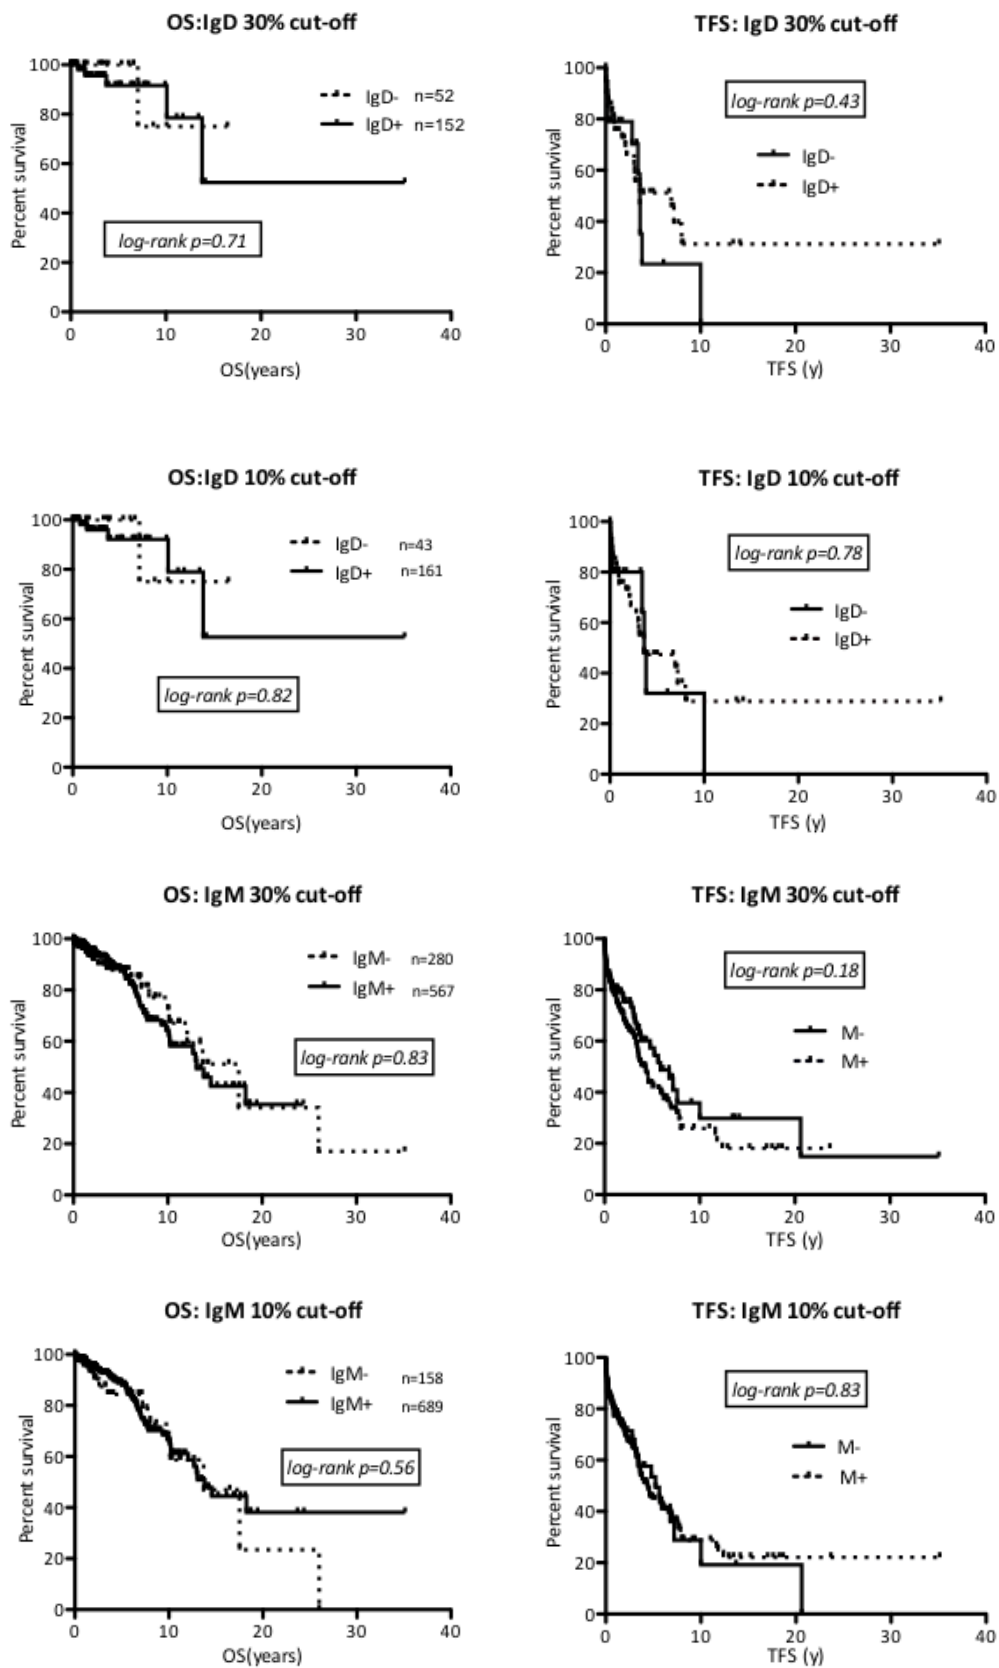 OS:IgD 30% cut-off
100
80
60
40
20
0
Percent survival
IgD- n=52
IgD+ n=152
log-rank p=0.71
0 10 20 30 40
OS(years)
TFS: IgD 30% cut-off
100
80
60
40
20
0
Percent survival
log-rank p=0.43
IgD-
IgD+
0 10 20 30 40
TFS (y)
OS:IgD 10% cut-off
100
80
60
40
20
0
Percent survival
IgD- n=43
IgD+ n=161
log-rank p=0.82
0 10 20 30 40
OS(years)
TFS: IgD 10% cut-off
100
80
60
40
20
0
Percent survival
log-rank p=0.78
IgD-
IgD+
0 10 20 30 40
TFS (y)
OS: IgM 30% cut-off
100
80
60
40
20
0
Percent survival
IgM- n=280
IgM+ n=567
log-rank p=0.83
0 10 20 30 40
OS(years)
TFS: IgM 30% cut-off
100
80
60
40
20
0
Percent survival
log-rank p=0.18
M-
M+
0 10 20 30 40
TFS (y)
OS: IgM 10% cut-off
100
80
60
40
20
0
Percent survival
IgM- n=158
IgM+ n=689
log-rank p=0.56
0 10 20 30 40
OS(years)
TFS: IgM 10% cut-off
100
80
60
40
20
0
Percent survival
log-rank p=0.83
M-
M+
0 10 20 30 40
TFS (y)